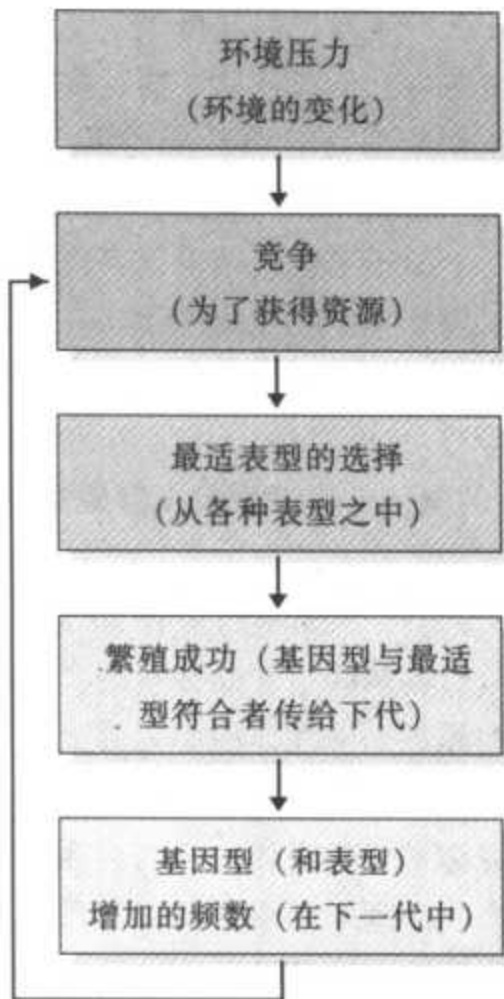 环境压力
（环境的变化）
竞争
（为了获得资源）
最适表型的选择
（从各种表型之中）
繁殖成功（基因型与最适
型符合者传给下代）
基因型（和表型）
增加的频数（在下一代中）